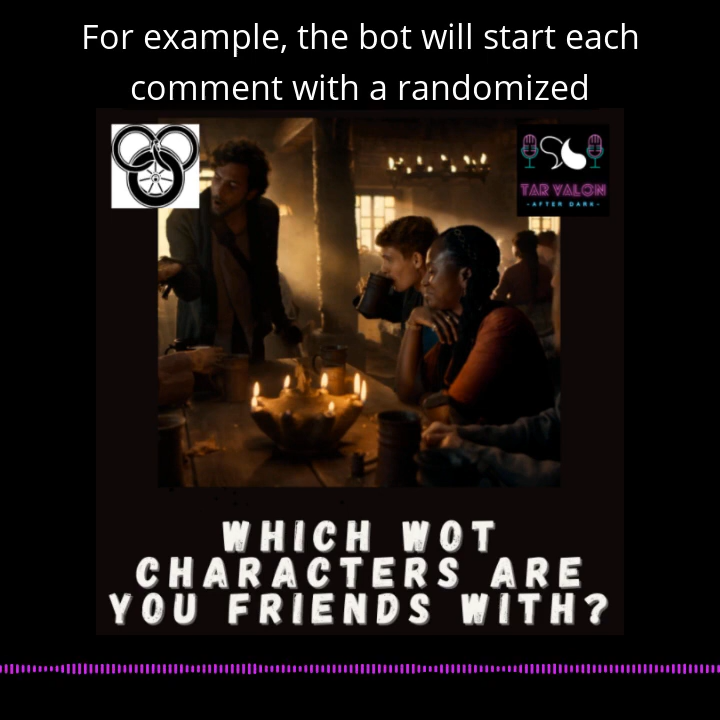 For example, the bot will start each
comment with a randomized
TAR VALON
- AFTER DARK -
WHICH WOT
CHARACTERS ARE
YOU FRIENDS WITH?